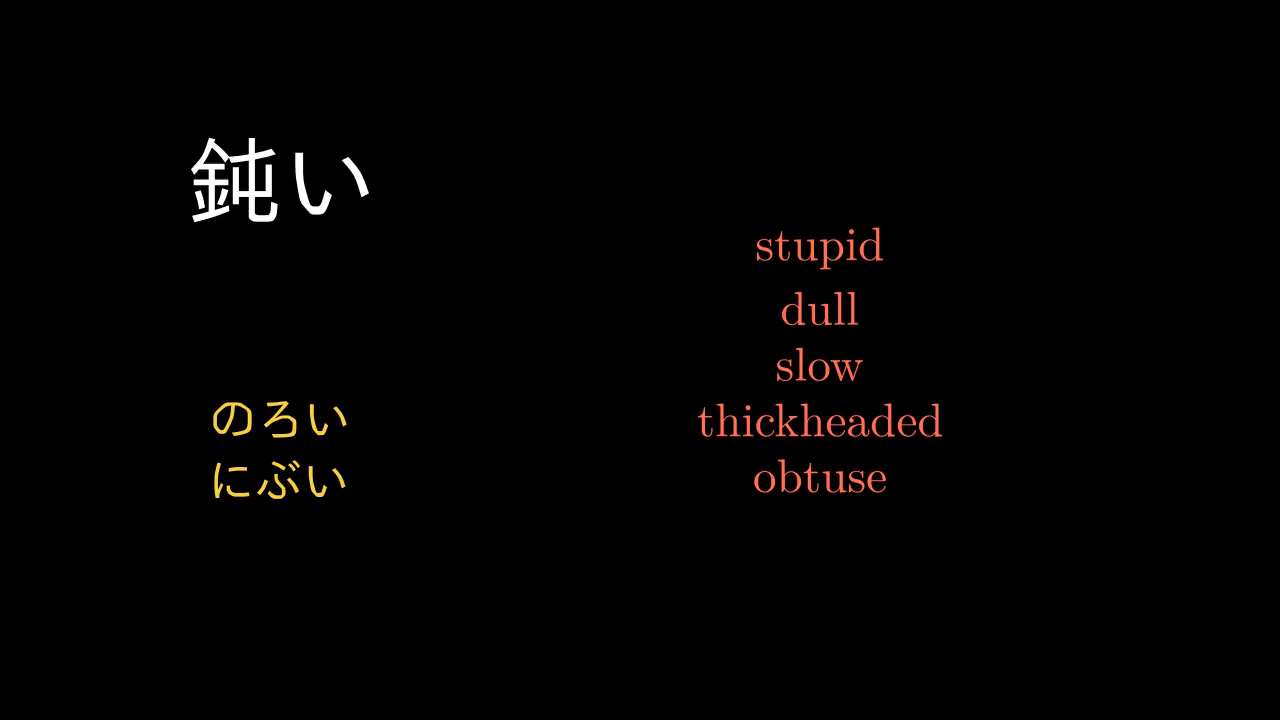 鈍い
のろい
にぶい
stupid
dull
slow
thickheaded
obtuse